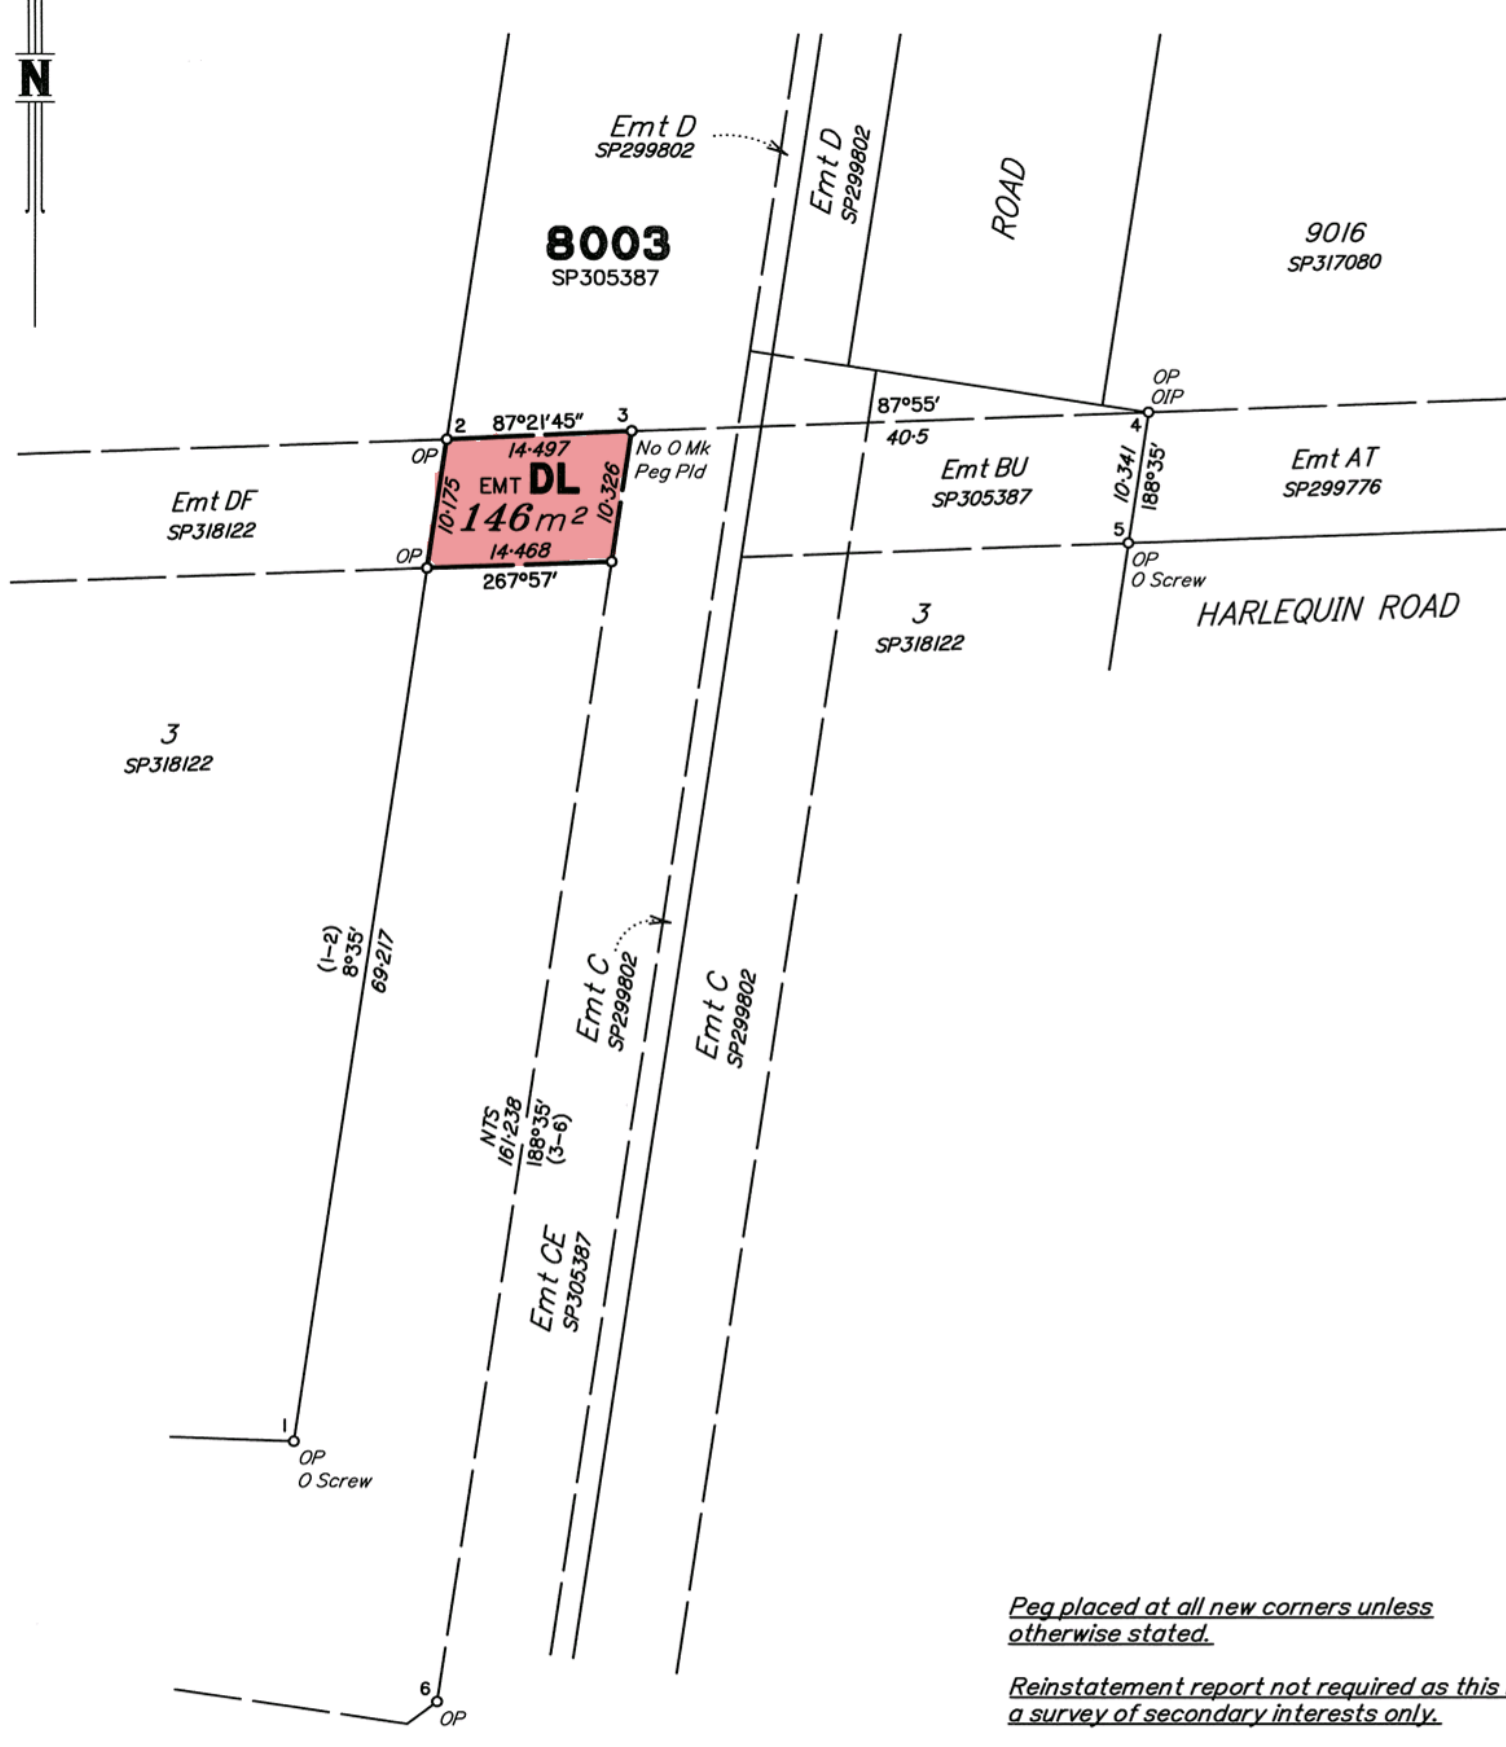 N
Emt D
SP299802
Emt D
SP299802
ROAD
8003
SP305387
9016
SP317080
OP
OIP
2
87°21'45"
3
14·497
OP
No O Mk
Peg Pld
87°55'
40·5
4
EMT DL
146m²
10·175
10·326
14·468
267°57'
OP
Emt DF
SP318122
Emt BU
SP305387
10·341
188°35'
Emt AT
SP299776
5
OP
O Screw
HARLEQUIN ROAD
3
SP318122
3
SP318122
(1-2)
8°35'
69·217
Emt C
SP299802
Emt C
SP299802
NTS
161·238
188°35'
(3-6)
Emt CE
SP305387
1
OP
O Screw
6
OP
Peg placed at all new corners unless
otherwise stated.
Reinstatement report not required as this
a survey of secondary interests only.